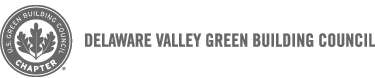 U.S. GREEN BUILDING COUNCIL
CHAPTER
DELAWARE VALLEY GREEN BUILDING COUNCIL